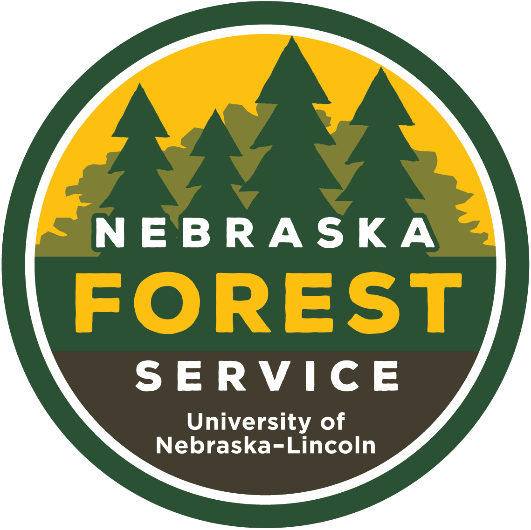 NEBRASKA
FOREST
SERVICE
University of
Nebraska–Lincoln